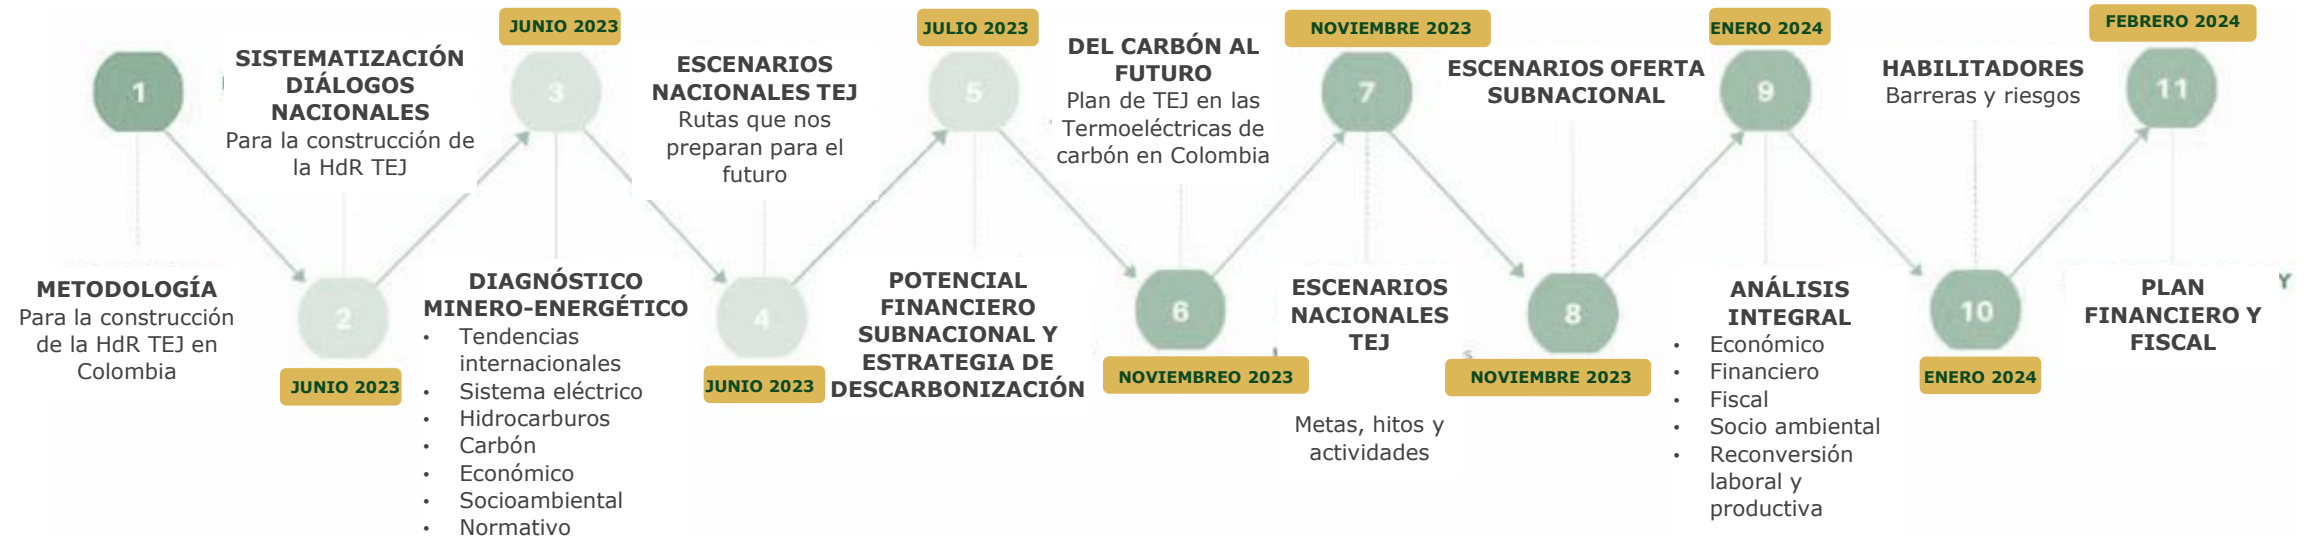 1
METODOLOGÍA
Para la construcción
de la HdR TEJ en
Colombia
SISTEMATIZACIÓN
DIÁLOGOS
NACIONALES
Para la construcción de
la HdR TEJ
2
JUNIO 2023
JUNIO 2023
3
DIAGNÓSTICO
MINERO-ENERGÉTICO
• Tendencias
internacionales
• Sistema eléctrico
• Hidrocarburos
• Carbón
• Económico
• Socioambiental
• Normativo
ESCENARIOS
NACIONALES TEJ
Rutas que nos
preparan para el
futuro
4
JUNIO 2023
JULIO 2023
5
POTENCIAL
FINANCIERO
SUBNACIONAL Y
ESTRATEGIA DE
DESCARBONIZACIÓN
DEL CARBÓN AL
FUTURO
Plan de TEJ en las
Termoeléctricas de
carbón en Colombia
6
NOVIEMBREO 2023
NOVIEMBRE 2023
7
ESCENARIOS
NACIONALES
TEJ
Metas, hitos y
actividades
ESCENARIOS OFERTA
SUBNACIONAL
8
NOVIEMBRE 2023
ENERO 2024
9
ANÁLISIS
INTEGRAL
• Económico
• Financiero
• Fiscal
• Socio ambiental
• Reconversión
laboral y
productiva
HABILITADORES
Barreras y riesgos
10
ENERO 2024
FEBRERO 2024
11
PLAN
FINANCIERO Y
FISCAL
Y